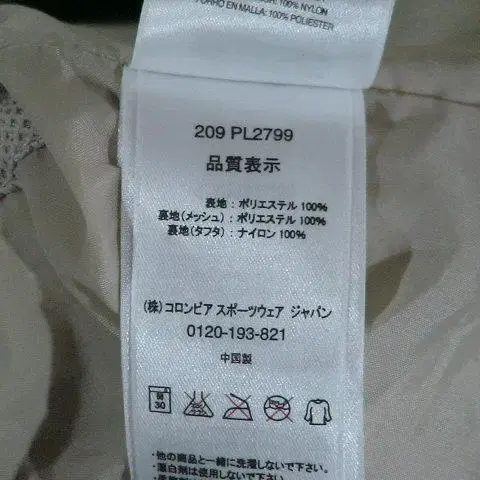 100% NYLON
FORRO EN MALLA: 100% POLIESTER
209 PL2799
品質表示
表地 : ポリエステル 100%
裏地(メッシュ) : ポリエステル 100%
裏地(タフタ) : ナイロン 100%
(株) コロンビア スポーツウェア ジャパン
0120-193-821
中国製
弱
30
・他の商品と一緒に洗濯しないで下さい。
・漂白剤は使用しないで下さい。